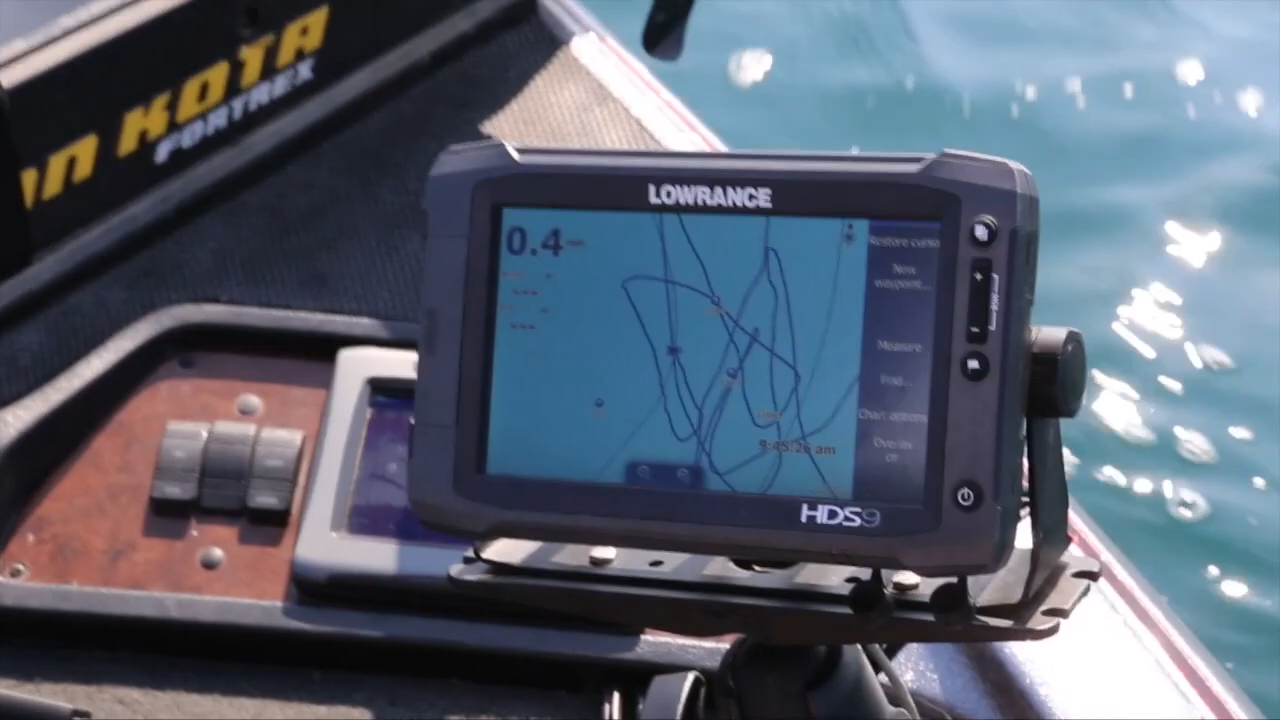 NN KOTA
FORTREX
LOWRANCE
0.4
Restore cursor
New
waypoint...
Measure
Find...
Chart options
Overlay
9:45:26 am
HDS9